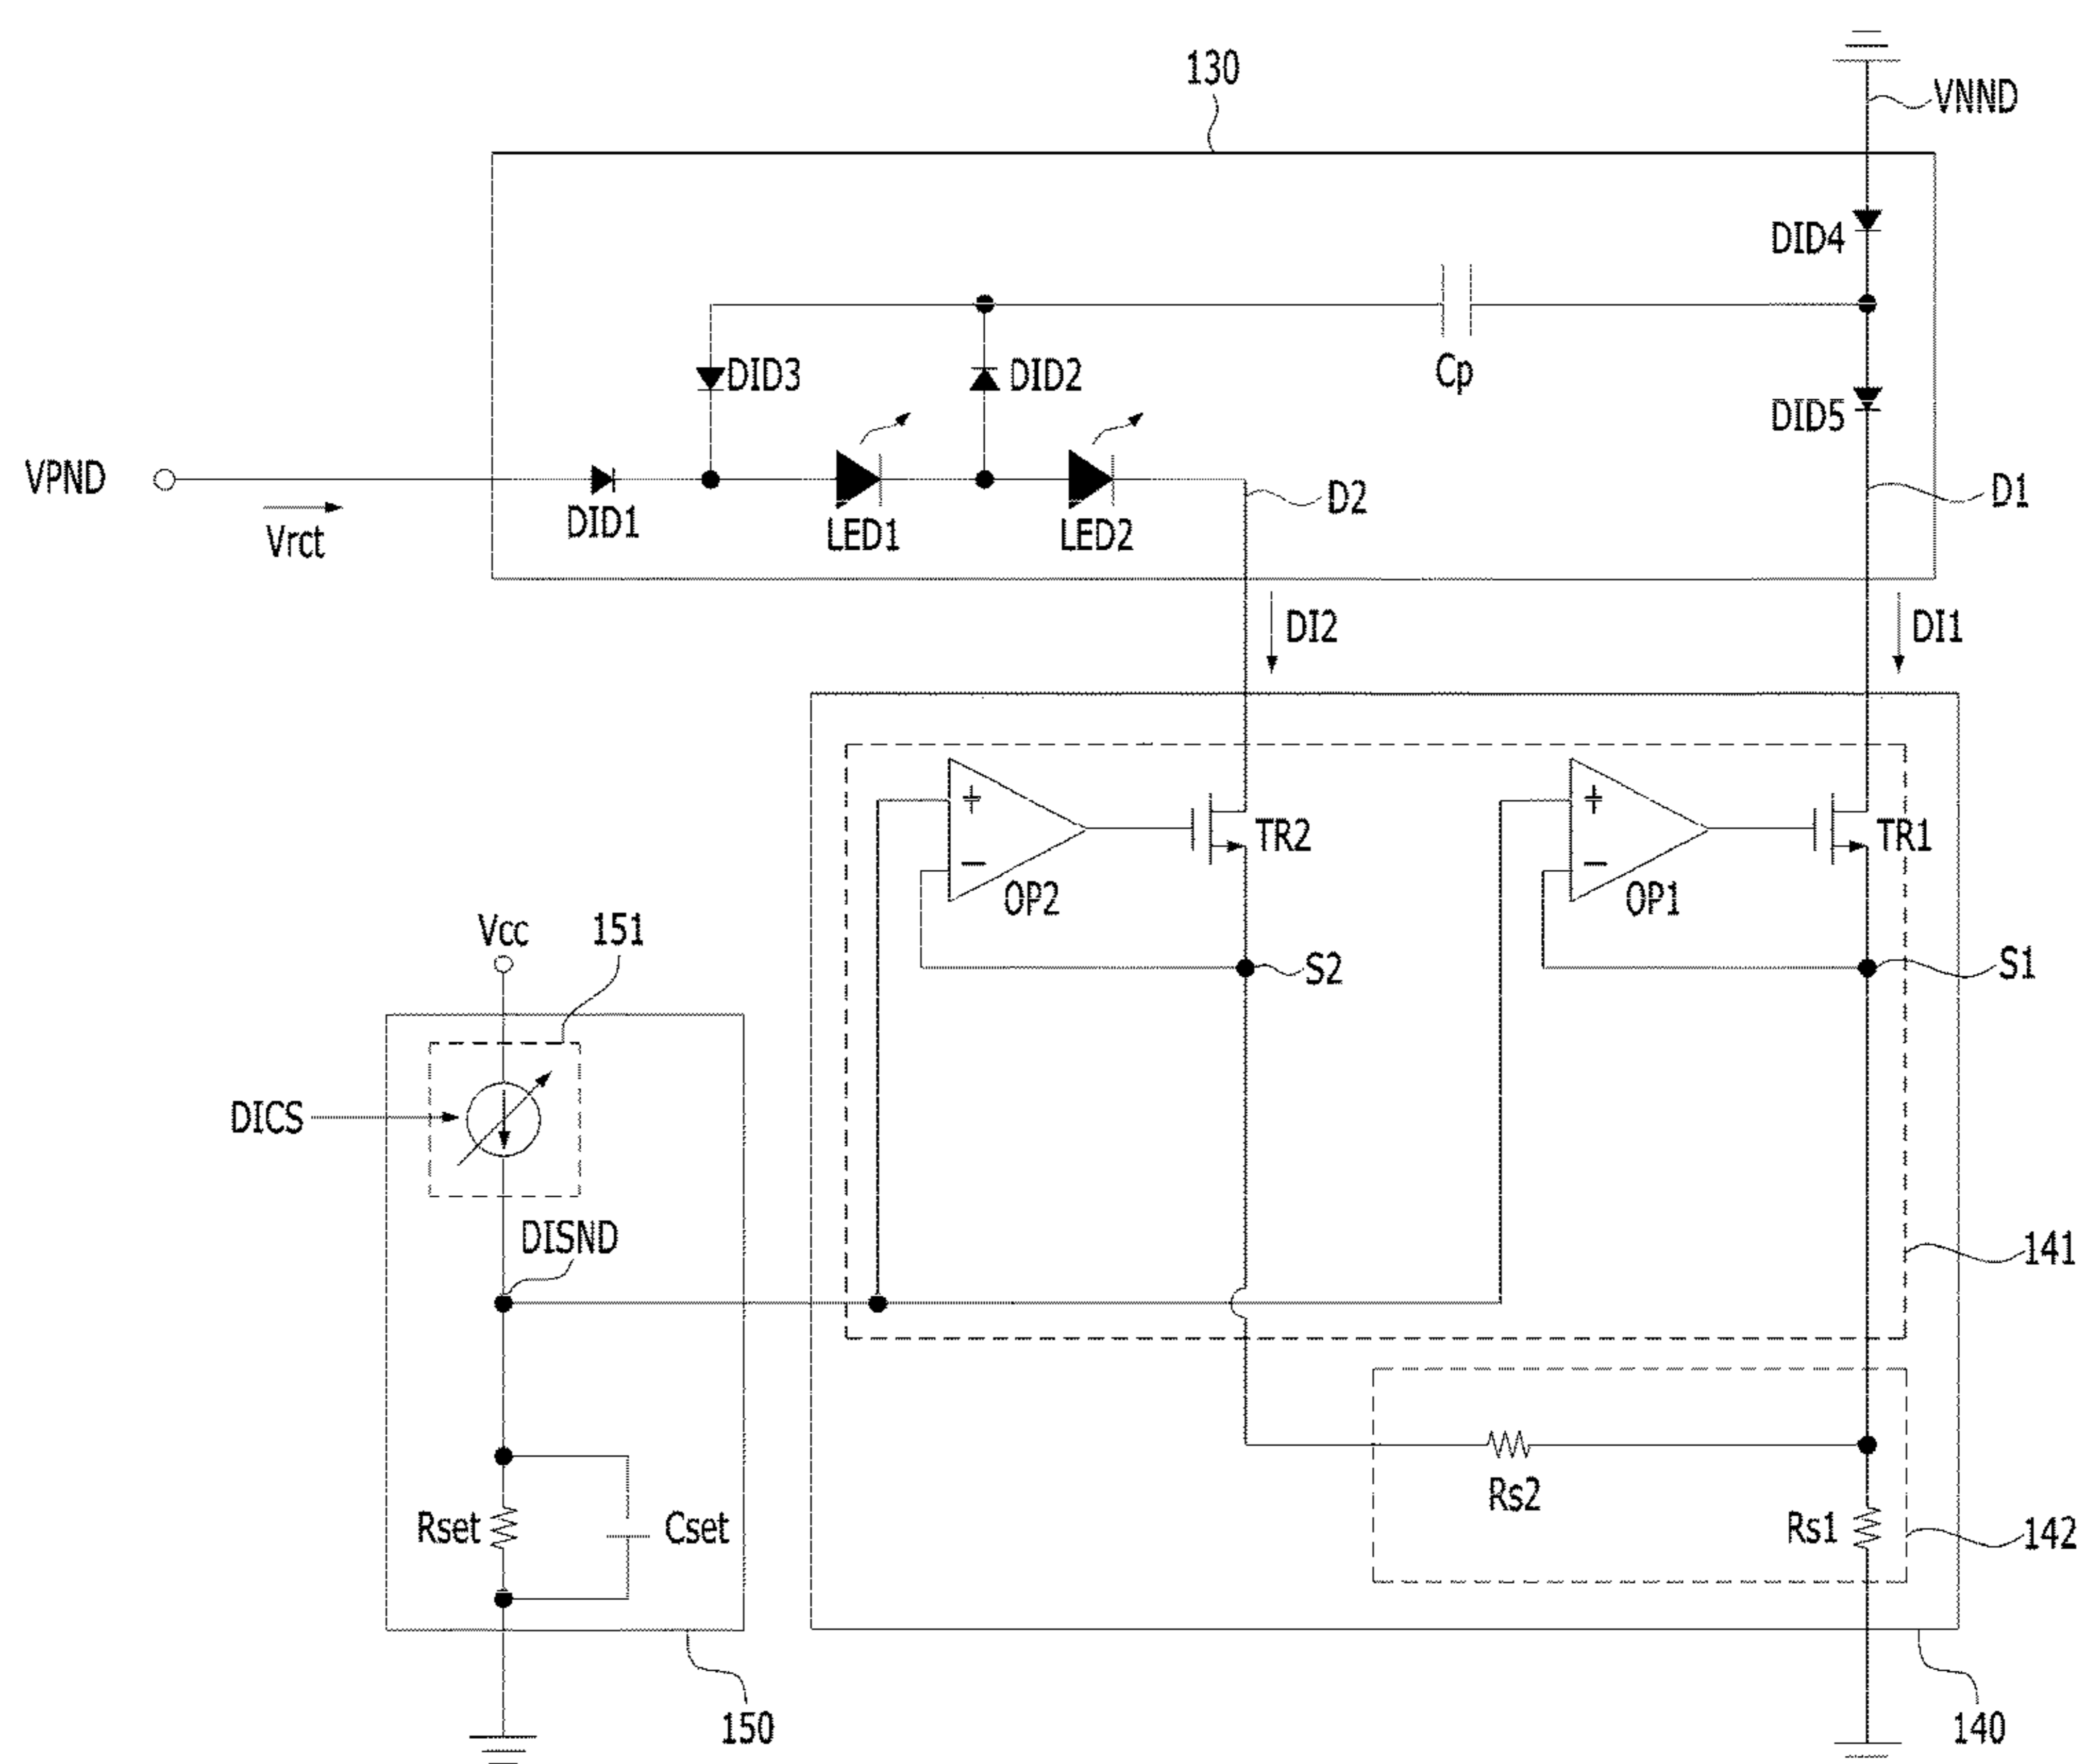 130
VNND
DID4
DID3
DID2
Cp
DID5
VPND
Vrct
DID1
LED1
LED2
D2
D1
DI2
DI1
+
+
TR2
TR1
−
−
OP2
OP1
Vcc
151
S2
S1
DICS
DISND
141
Rs2
Rset
Cset
Rs1
142
150
140